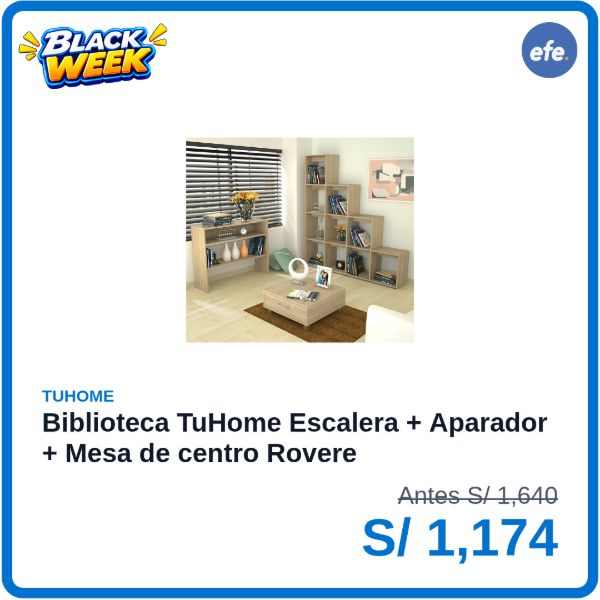 BLACK
WEEK
efe.
TUHOME
Biblioteca TuHome Escalera + Aparador
+ Mesa de centro Rovere
Antes S/ 1,640
S/ 1,174